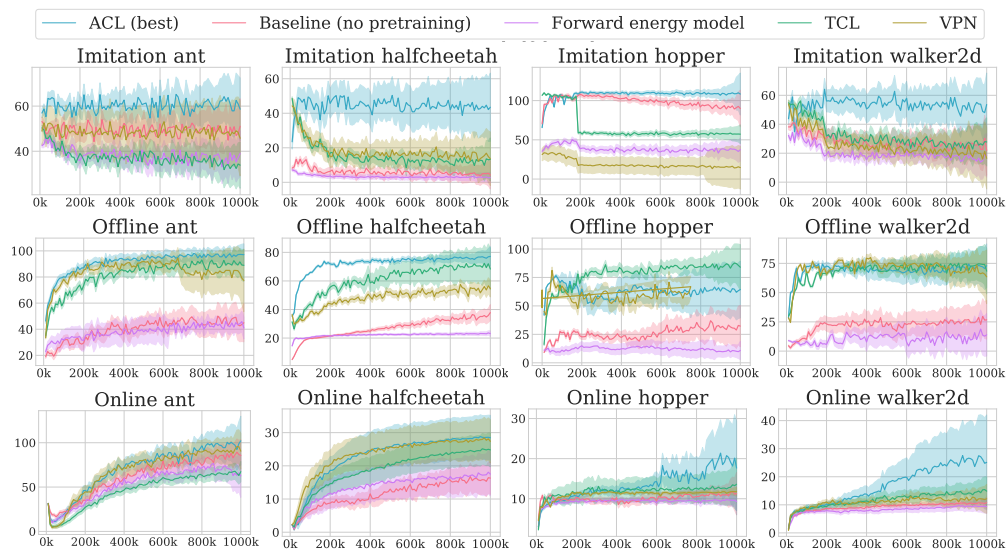 ACL (best) Baseline (no pretraining) Forward energy model TCL VPN
Imitation ant Imitation halfcheetah Imitation hopper Imitation walker2d
60
40
0k 200k 400k 600k 800k 1000k
60
40
20
0
0k 200k 400k 600k 800k 1000k
100
50
0
0k 200k 400k 600k 800k 1000k
60
40
20
0
0k 200k 400k 600k 800k 1000k
Offline ant Offline halfcheetah Offline hopper Offline walker2d
100
80
60
40
20
0k 200k 400k 600k 800k 1000k
80
60
40
20
0k 200k 400k 600k 800k 1000k
100
75
50
25
0
0k 200k 400k 600k 800k 1000k
75
50
25
0
0k 200k 400k 600k 800k 1000k
Online ant Online halfcheetah Online hopper Online walker2d
100
50
0
0k 200k 400k 600k 800k 1000k
30
20
10
0
0k 200k 400k 600k 800k 1000k
30
20
10
0k 200k 400k 600k 800k 1000k
40
30
20
10
0
0k 200k 400k 600k 800k 1000k